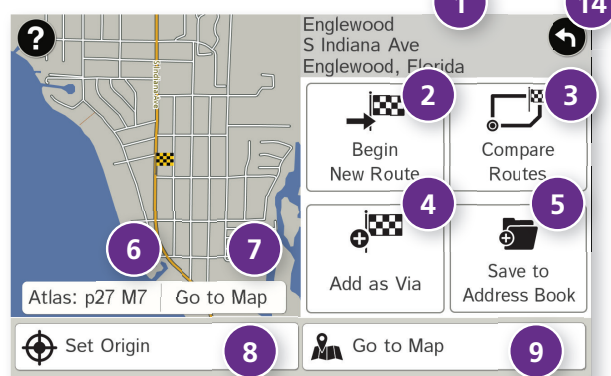 1
14
?
Englewood
S Indiana Ave
Englewood, Florida
S Indiana Ave
2
Begin
New Route
3
Compare
Routes
4
Add as Via
5
Save to
Address Book
6
7
Atlas: p27 M7
Go to Map
Set Origin
8
Go to Map
9